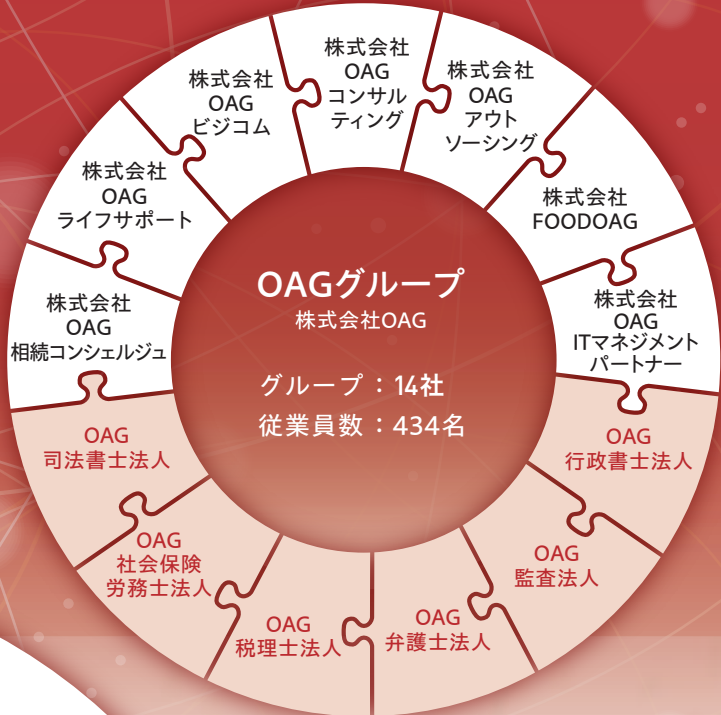 株式会社
OAG
コンサル
ティング
株式会社
OAG
アウト
ソーシング
株式会社
FOODOAG
株式会社
OAG
ITマネジメント
パートナー
OAG
行政書士法人
OAG
監査法人
OAG
弁護士法人
OAG
税理士法人
OAG
社会保険
労務士法人
OAG
司法書士法人
株式会社
OAG
相続コンシェルジュ
株式会社
OAG
ライフサポート
株式会社
OAG
ビジコム
OAGグループ
株式会社OAG
グループ：14社
従業員数：434名